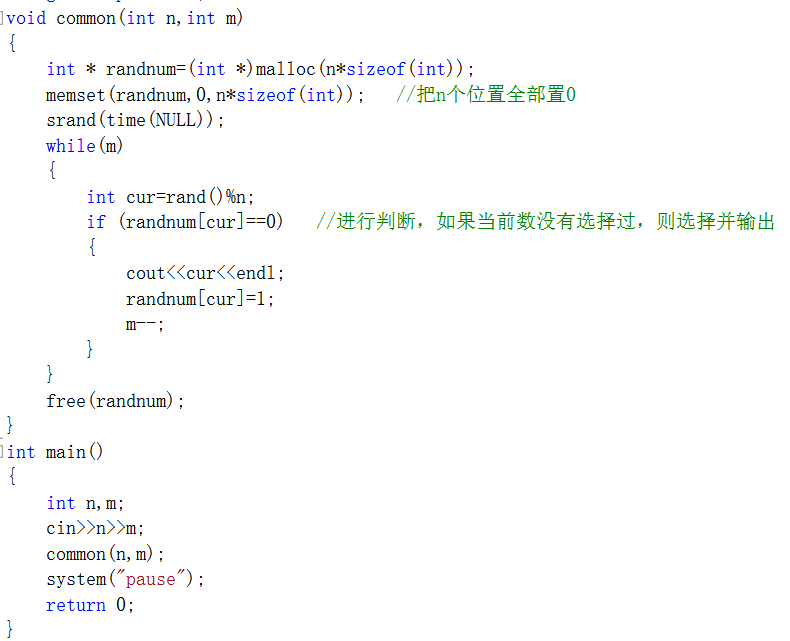 void common(int n,int m)
{
int * randnum=(int *)malloc(n*sizeof(int));
memset(randnum,0,n*sizeof(int)); //把n个位置全部置0
srand(time(NULL));
while(m)
{
int cur=rand()%n;
if (randnum[cur]==0) //进行判断，如果当前数没有选择过，则选择并输出
{
cout<<cur<<endl;
randnum[cur]=1;
m--;
}
}
free(randnum);
}
int main()
{
int n,m;
cin>>n>>m;
common(n,m);
system("pause");
return 0;
}